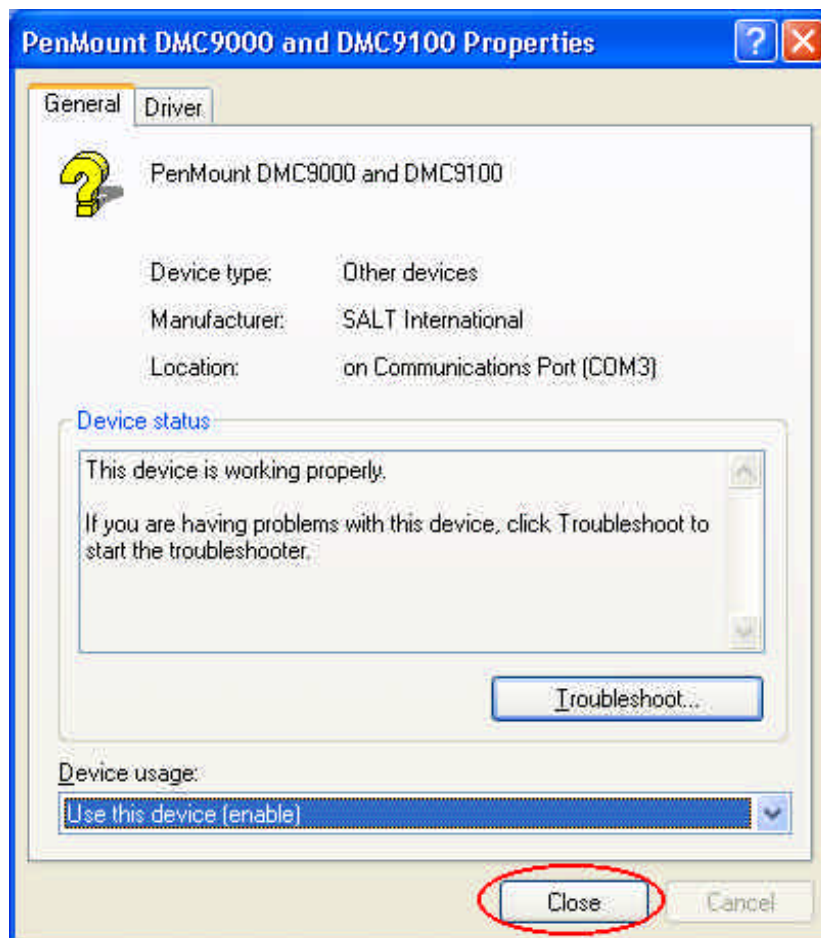 PenMount DMC9000 and DMC9100 Properties
General
Driver
PenMount DMC9000 and DMC9100
Device type: Other devices
Manufacturer: SALT International
Location: on Communications Port (COM3)
Device status
This device is working properly.
If you are having problems with this device, click Troubleshoot to
start the troubleshooter.
Troubleshoot...
Device usage:
Use this device (enable)
Close
Cancel